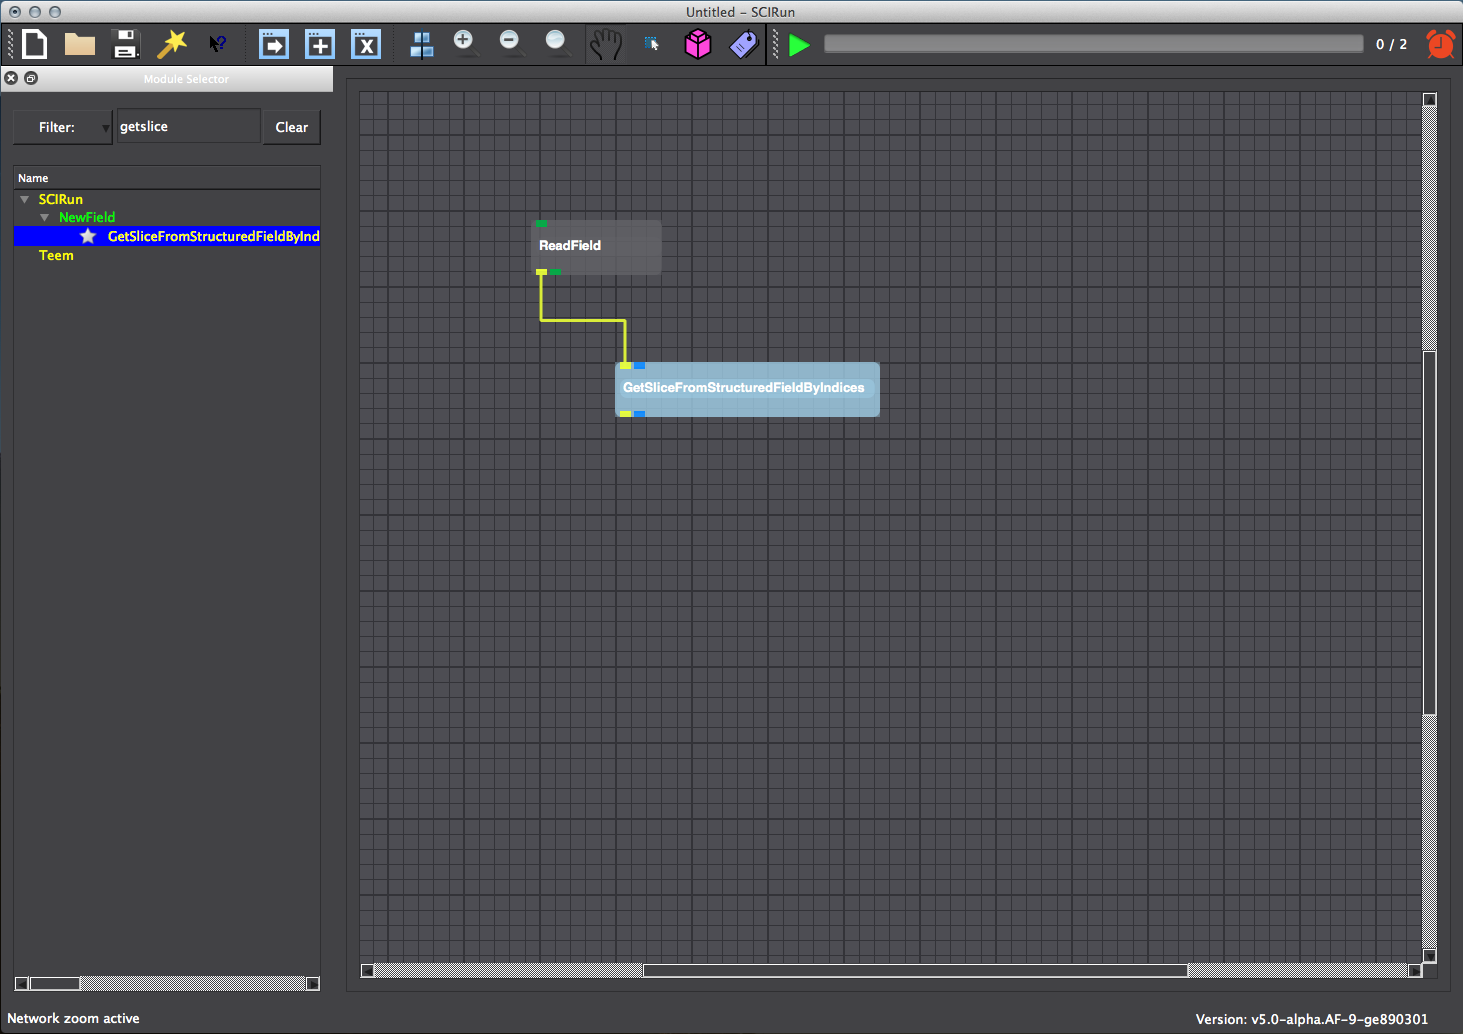 Untitled - SCIRun
0 / 2
Module Selector
Filter:
getslice
Clear
Name
SCIRun
NewField
GetSliceFromStructuredFieldByInd
Teem
ReadField
GetSliceFromStructuredFieldByIndices
Network zoom active
Version: v5.0-alpha.AF-9-ge890301